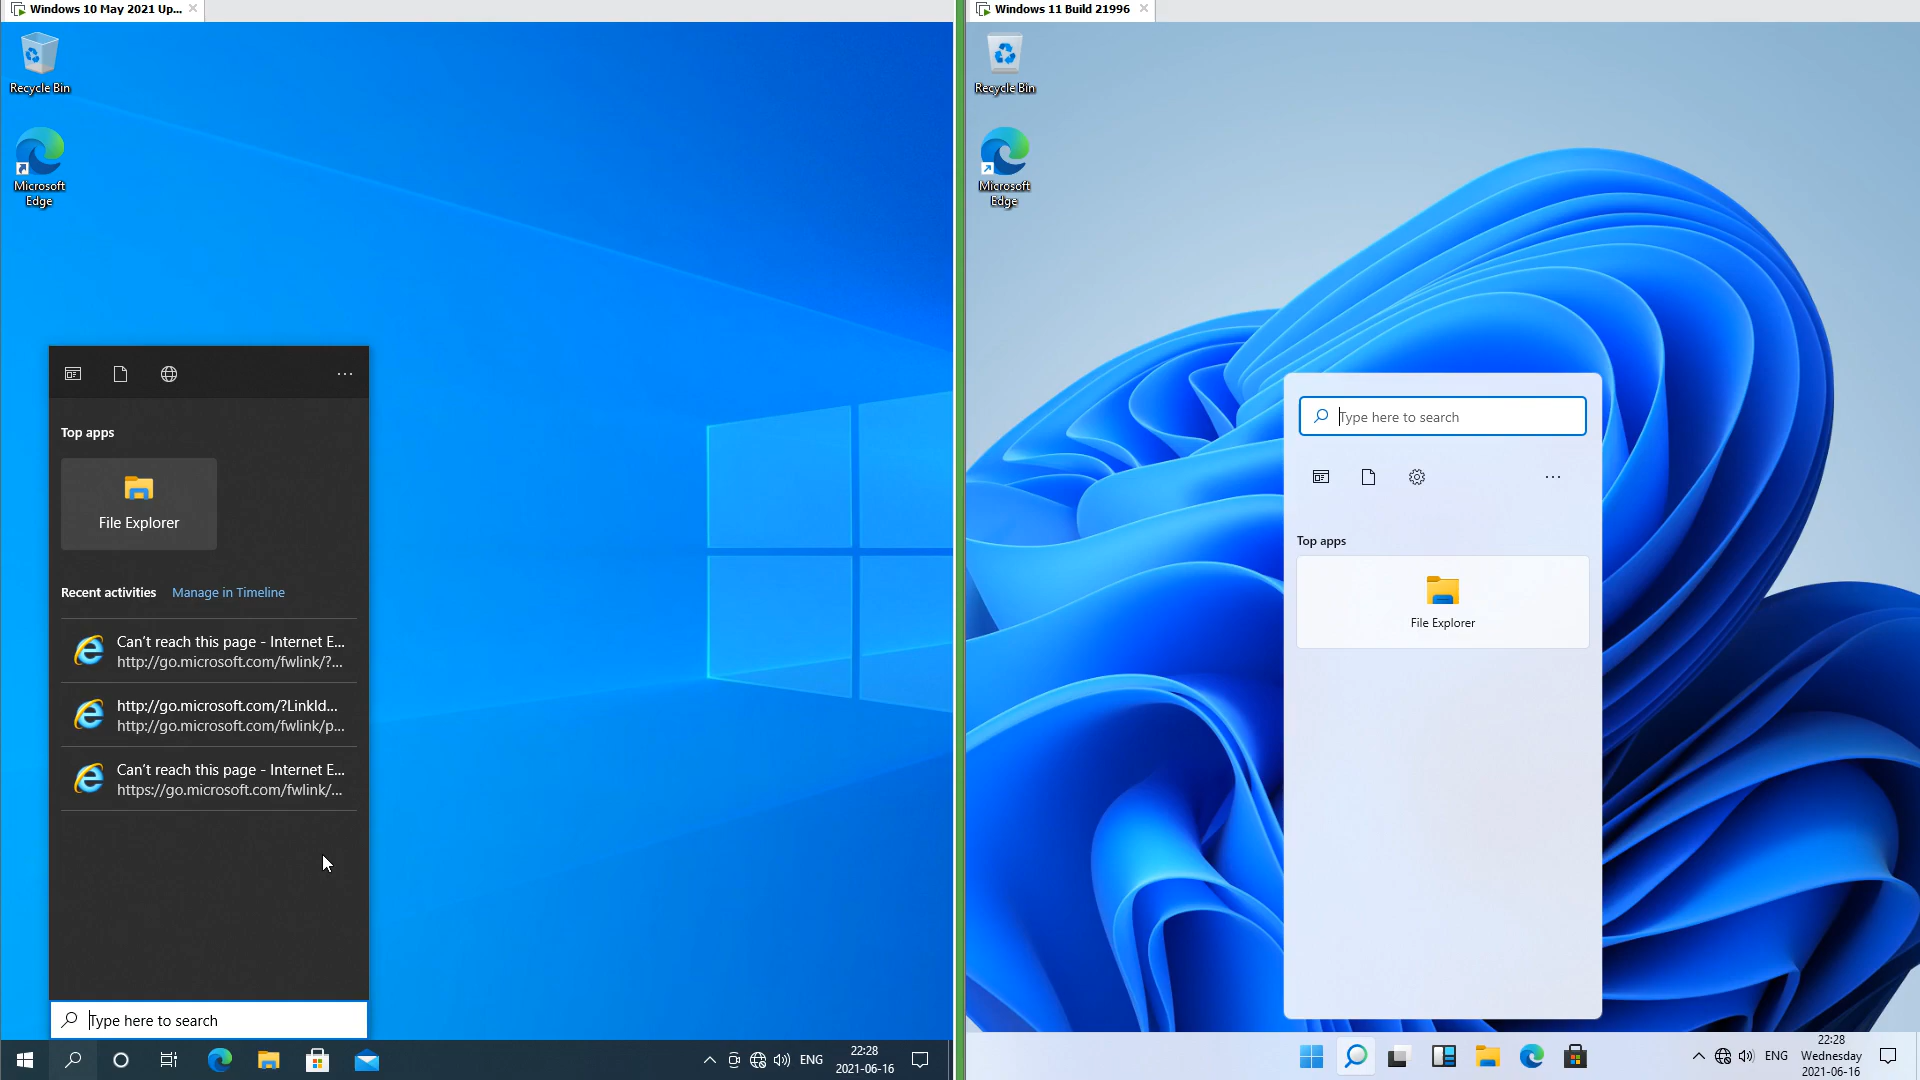 Windows 10 May 2021 Up...
Recycle Bin
Microsoft
Edge
Top apps
File Explorer
Recent activities Manage in Timeline
Can't reach this page - Internet E...
http://go.microsoft.com/fwlink/?...
http://go.microsoft.com/?LinkId...
http://go.microsoft.com/fwlink/p...
Can't reach this page - Internet E...
https://go.microsoft.com/fwlink/...
Type here to search
ENG
22:28
2021-06-16
Windows 11 Build 21996
Recycle Bin
Microsoft
Edge
Type here to search
Top apps
File Explorer
ENG
22:28
Wednesday
2021-06-16